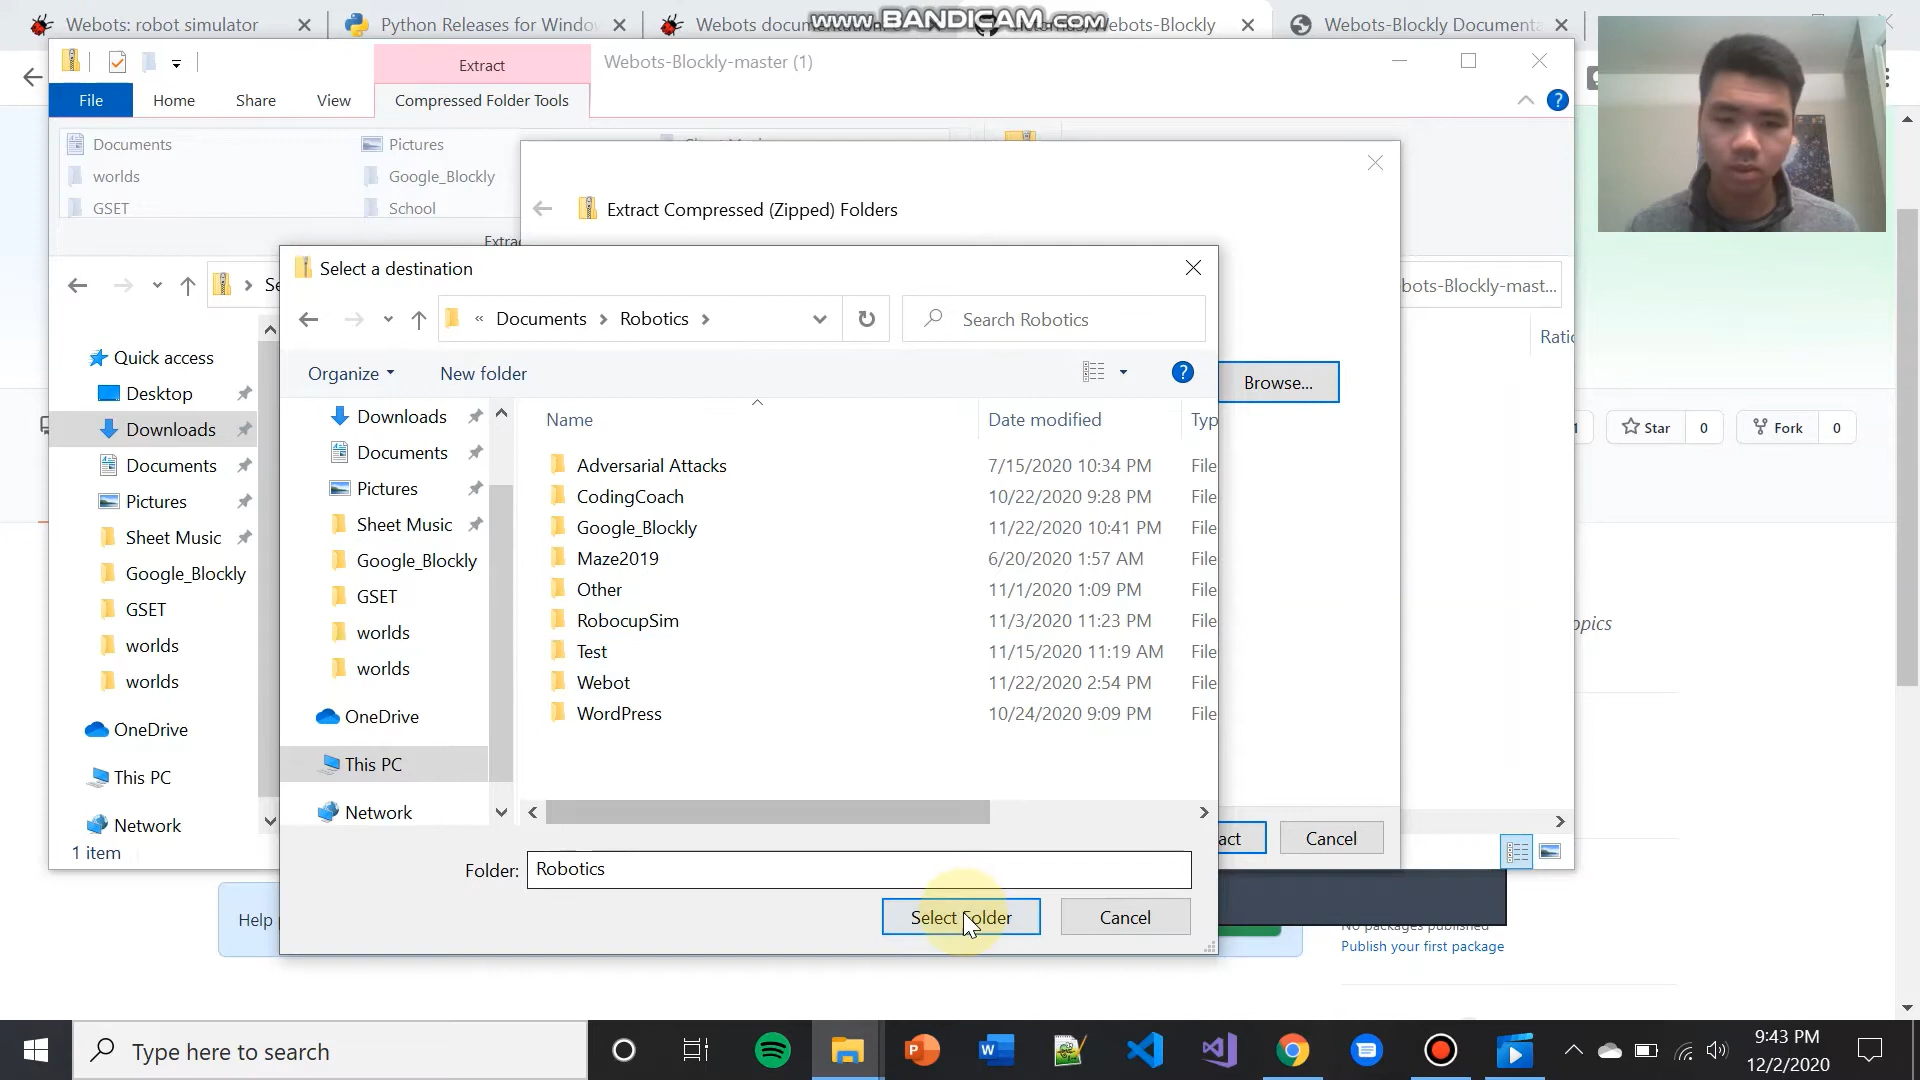 Webots: robot simulator
Python Releases for Windo
Webots documentation
Webots-Blockly
Webots-Blockly Documenta
www.BANDICAM.com
Extract
Webots-Blockly-master (1)
File
Home
Share
View
Compressed Folder Tools
Documents
Pictures
worlds
Google_Blockly
GSET
School
Extract Compressed (Zipped) Folders
Extrac
Select a destination
Se
bots-Blockly-mast...
« Documents > Robotics >
Search Robotics
Ratio
Organize
New folder
Browse...
Quick access
Desktop
Downloads
Documents
Pictures
Sheet Music
Google_Blockly
GSET
worlds
worlds
OneDrive
This PC
Network
1 item
Downloads
Documents
Pictures
Sheet Music
Google_Blockly
GSET
worlds
worlds
OneDrive
This PC
Network
Name
Date modified
Typ
Adversarial Attacks 7/15/2020 10:34 PM File
CodingCoach 10/22/2020 9:28 PM File
Google_Blockly 11/22/2020 10:41 PM File
Maze2019 6/20/2020 1:57 AM File
Other 11/1/2020 1:09 PM File
RobocupSim 11/3/2020 11:23 PM File
Test 11/15/2020 11:19 AM File
Webot 11/22/2020 2:54 PM File
WordPress 10/24/2020 9:09 PM File
1
Star 0
Fork 0
opics
act
Cancel
Folder: Robotics
Select Folder
Cancel
Help
No packages published
Publish your first package
Type here to search
9:43 PM
12/2/2020